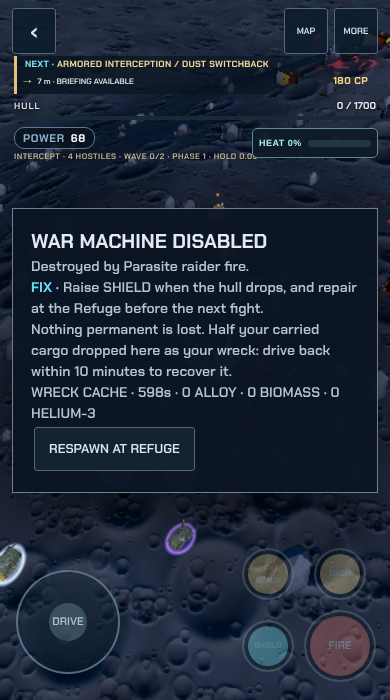 ‹
MAP
MORE
NEXT · ARMORED INTERCEPTION / DUST SWITCHBACK
→ 7 m · BRIEFING AVAILABLE
180 CP
HULL
0 / 1700
POWER 68
HEAT 0%
INTERCEPT · 4 HOSTILES · WAVE 0/2 · PHASE 1 · HOLD 0.0s
WAR MACHINE DISABLED
Destroyed by Parasite raider fire.
FIX · Raise SHIELD when the hull drops, and repair
at the Refuge before the next fight.
Nothing permanent is lost. Half your carried
cargo dropped here as your wreck: drive back
within 10 minutes to recover it.
WRECK CACHE · 598s · 0 ALLOY · 0 BIOMASS · 0
HELIUM-3
RESPAWN AT REFUGE
READY
DASH
DRIVE
SHIELD
FIRE